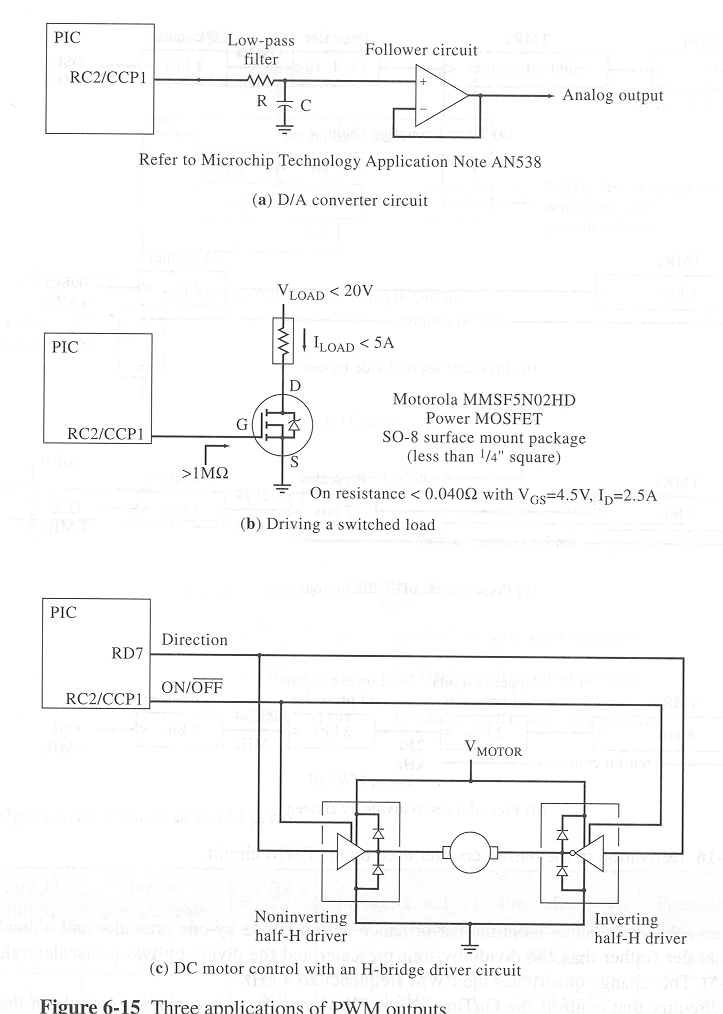 PIC
RC2/CCP1
Low-pass
filter
R
C
Follower circuit
+
−
Analog output
Refer to Microchip Technology Application Note AN538
(a) D/A converter circuit
V_LOAD < 20V
I_LOAD < 5A
PIC
RC2/CCP1
D
G
S
>1MΩ
Motorola MMSF5N02HD
Power MOSFET
SO-8 surface mount package
(less than 1/4" square)
On resistance < 0.040Ω with V_GS=4.5V, I_D=2.5A
(b) Driving a switched load
PIC
RD7
Direction
RC2/CCP1
ON/O̅F̅F̅
V_MOTOR
Noninverting
half-H driver
Inverting
half-H driver
(c) DC motor control with an H-bridge driver circuit
Figure 6-15 Three applications of PWM outputs